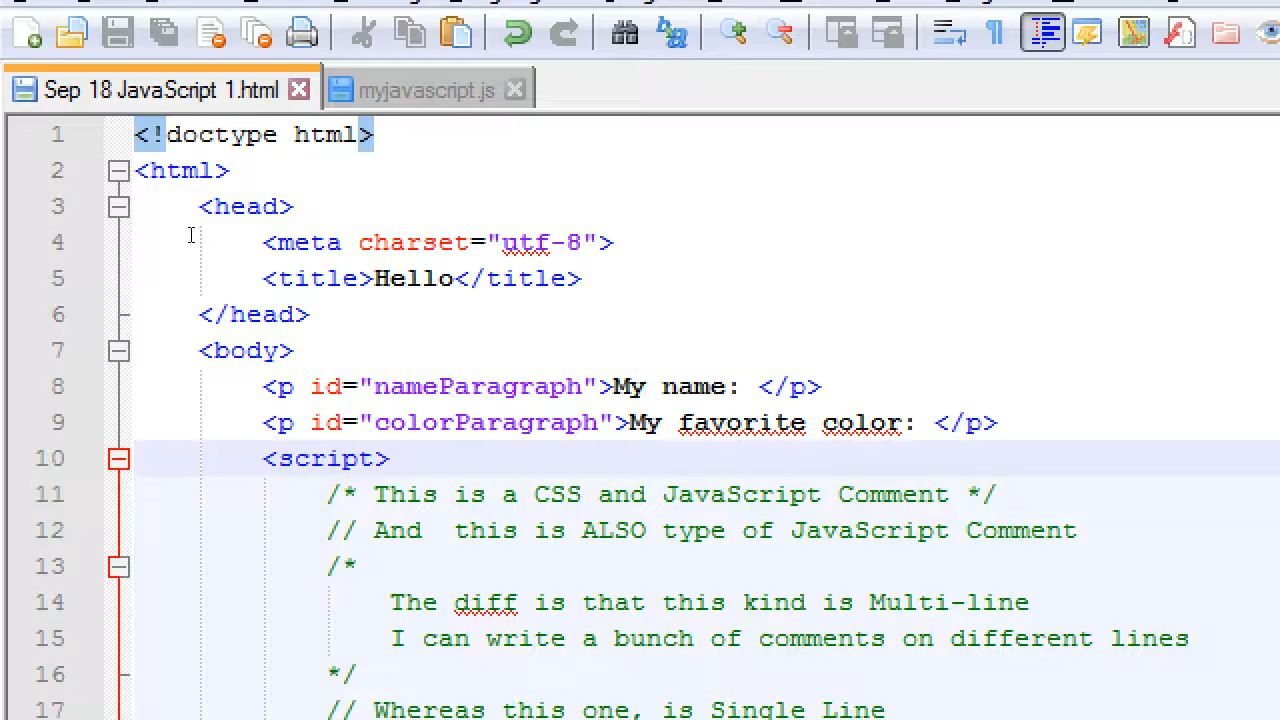 Sep 18 JavaScript 1.html myjavascript.js
1 <!doctype html>
2 <html>
3 <head>
4 <meta charset="utf-8">
5 <title>Hello</title>
6 </head>
7 <body>
8 <p id="nameParagraph">My name: </p>
9 <p id="colorParagraph">My favorite color: </p>
10 <script>
11 /* This is a CSS and JavaScript Comment */
12 // And  this is ALSO type of JavaScript Comment
13 /*
14 The diff is that this kind is Multi-line
15 I can write a bunch of comments on different lines
16 */
17 // Whereas this one, is Single Line